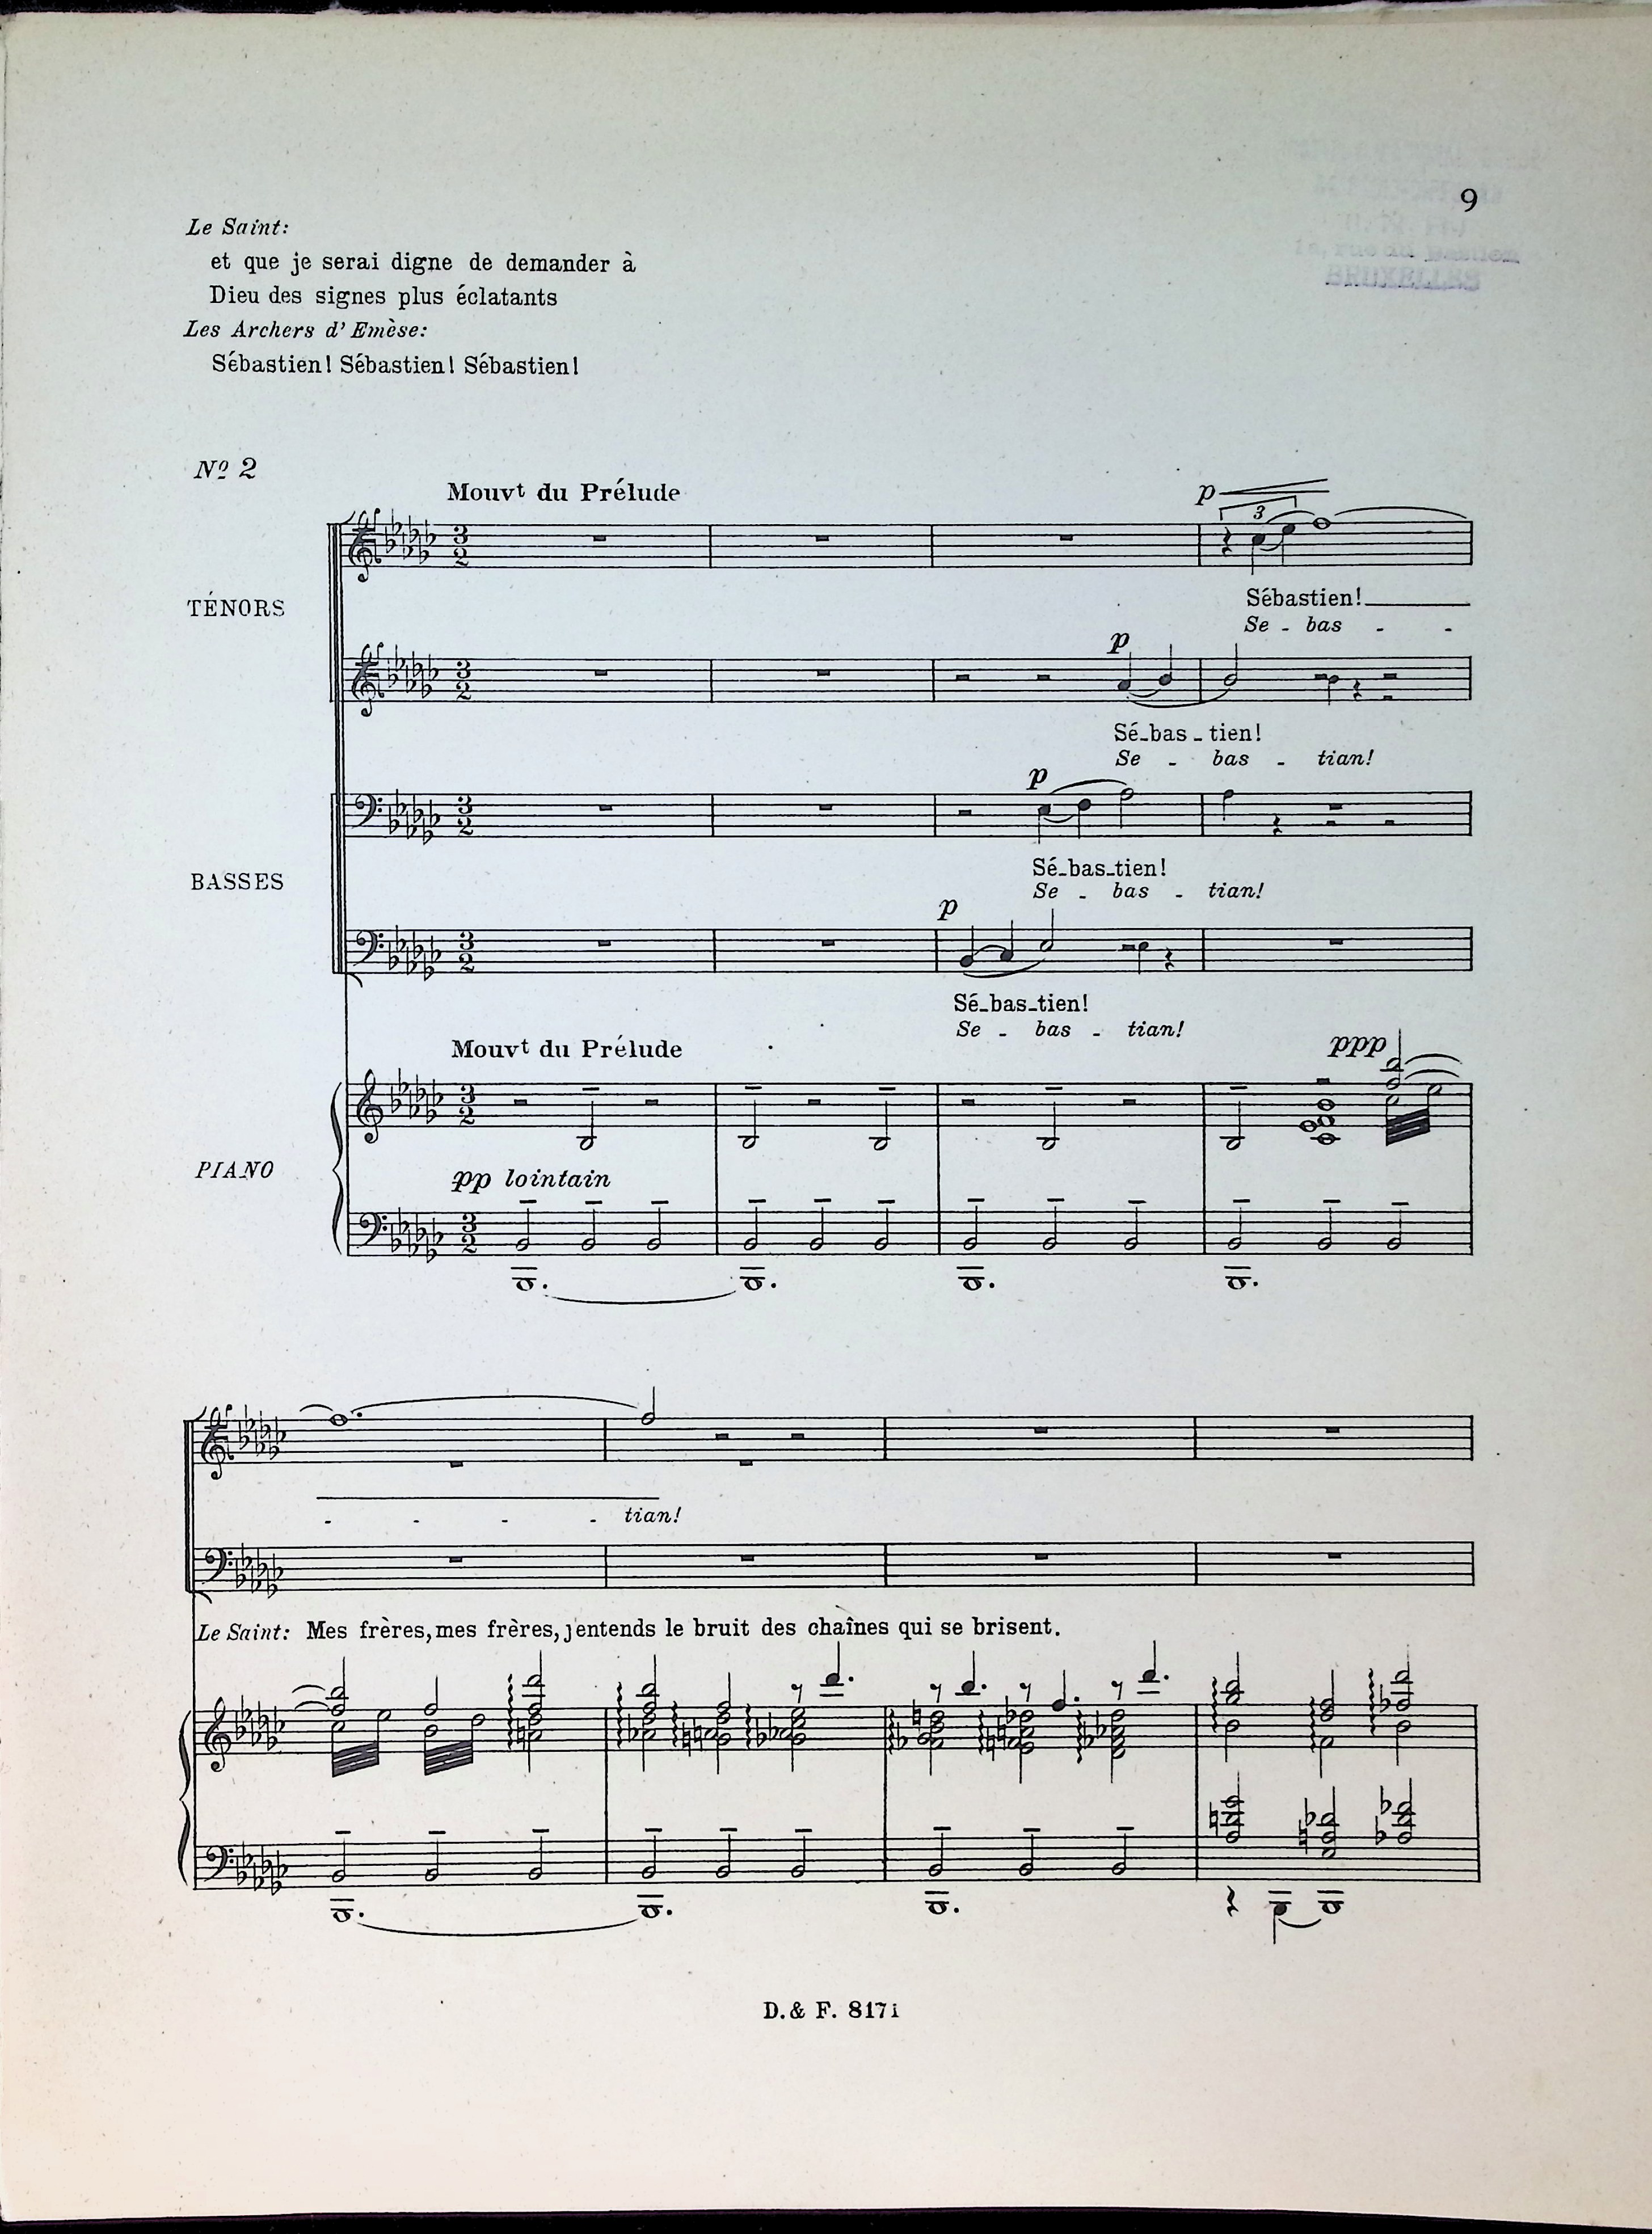 9
BRUXELLES
Le Saint:
et que je serai digne de demander à
Dieu des signes plus éclatants
Les Archers d' Emèse:
Sébastien! Sébastien! Sébastien!
Nº 2
Mouvt du Prélude
p
3
TÉNORS
Sébastien!
Se - bas - -
p
Sé-bas-tien!
Se - bas - tian!
p
BASSES
Sé-bas-tien!
Se - bas - tian!
p
Sé-bas-tien!
Se - bas - tian!
Mouvt du Prélude
ppp
PIANO
pp lointain
- - - - tian!
Le Saint: Mes frères, mes frères, j'entends le bruit des chaînes qui se brisent.
D. & F. 8171